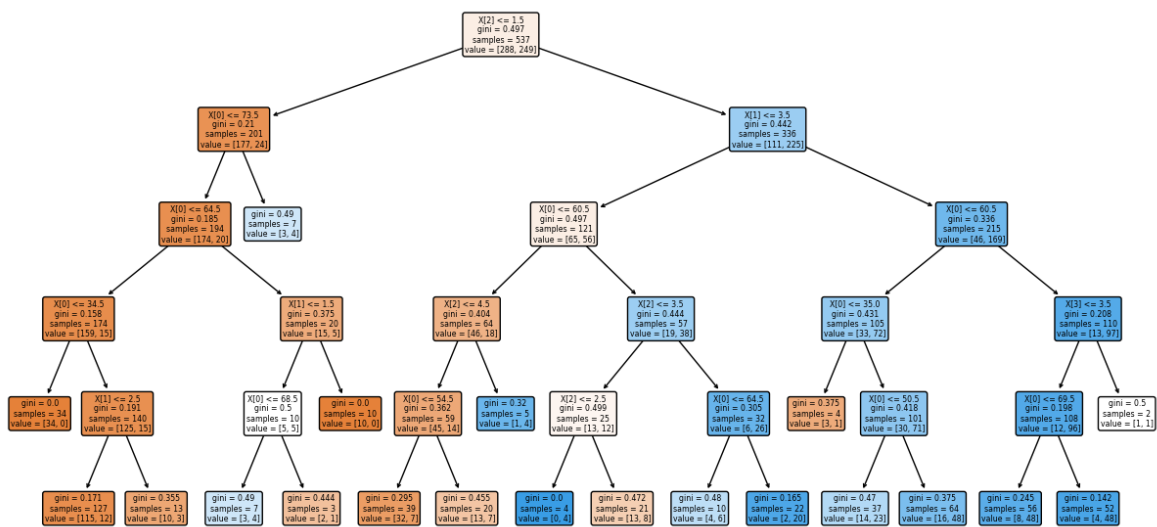 X[2] <= 1.5
gini = 0.497
samples = 537
value = [288, 249]
X[0] <= 73.5
gini = 0.21
samples = 201
value = [177, 24]
X[1] <= 3.5
gini = 0.442
samples = 336
value = [111, 225]
X[0] <= 64.5
gini = 0.185
samples = 194
value = [174, 20]
gini = 0.49
samples = 7
value = [3, 4]
X[0] <= 60.5
gini = 0.497
samples = 121
value = [65, 56]
X[0] <= 60.5
gini = 0.336
samples = 215
value = [46, 169]
X[0] <= 34.5
gini = 0.158
samples = 174
value = [159, 15]
X[1] <= 1.5
gini = 0.375
samples = 20
value = [15, 5]
X[2] <= 4.5
gini = 0.404
samples = 64
value = [46, 18]
X[2] <= 3.5
gini = 0.444
samples = 57
value = [19, 38]
X[0] <= 35.0
gini = 0.431
samples = 105
value = [33, 72]
X[3] <= 3.5
gini = 0.208
samples = 110
value = [13, 97]
gini = 0.0
samples = 34
value = [34, 0]
X[1] <= 2.5
gini = 0.191
samples = 140
value = [125, 15]
X[0] <= 68.5
gini = 0.5
samples = 10
value = [5, 5]
gini = 0.0
samples = 10
value = [10, 0]
X[0] <= 54.5
gini = 0.362
samples = 59
value = [45, 14]
gini = 0.32
samples = 5
value = [1, 4]
X[2] <= 2.5
gini = 0.499
samples = 25
value = [13, 12]
X[0] <= 64.5
gini = 0.305
samples = 32
value = [6, 26]
gini = 0.375
samples = 4
value = [3, 1]
X[0] <= 50.5
gini = 0.418
samples = 101
value = [30, 71]
X[0] <= 69.5
gini = 0.198
samples = 108
value = [12, 96]
gini = 0.5
samples = 2
value = [1, 1]
gini = 0.171
samples = 127
value = [115, 12]
gini = 0.355
samples = 13
value = [10, 3]
gini = 0.49
samples = 7
value = [3, 4]
gini = 0.444
samples = 3
value = [2, 1]
gini = 0.295
samples = 39
value = [32, 7]
gini = 0.455
samples = 20
value = [13, 7]
gini = 0.0
samples = 4
value = [0, 4]
gini = 0.472
samples = 21
value = [13, 8]
gini = 0.48
samples = 10
value = [4, 6]
gini = 0.165
samples = 22
value = [2, 20]
gini = 0.47
samples = 37
value = [14, 23]
gini = 0.375
samples = 64
value = [16, 48]
gini = 0.245
samples = 56
value = [8, 48]
gini = 0.142
samples = 52
value = [4, 48]